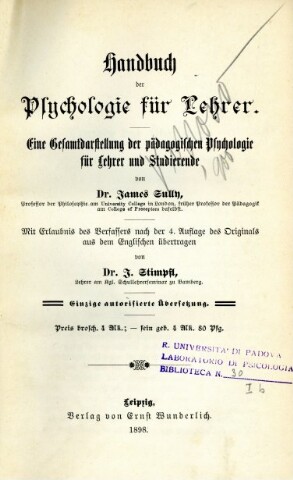 Handbuch
der
Psychologie für Lehrer.
Eine Gesamtdarstellung der pädagogischen Psychologie
für Lehrer und Studierende
von
Dr. James Sully,
Professor der Philosophie am University College in London, früher Professor der Pädagogik
am College of Preceptors daselbst.
Mit Erlaubnis des Verfassers nach der 4. Auflage des Originals
aus dem Englischen übertragen
von
Dr. J. Stimpfl,
Lehrer am kgl. Schullehrerseminar zu Bamberg.
Einzige autorisierte Übersetzung.
Preis brosch. 4 Mk.; — fein geb. 4 Mk. 80 Pfg.
R. UNIVERSITA' DI PADOVA
LABORATORIO DI PSICOLOGIA
BIBLIOTECA N. 30
I 6
Leipzig.
Verlag von Ernst Wunderlich.
1898.